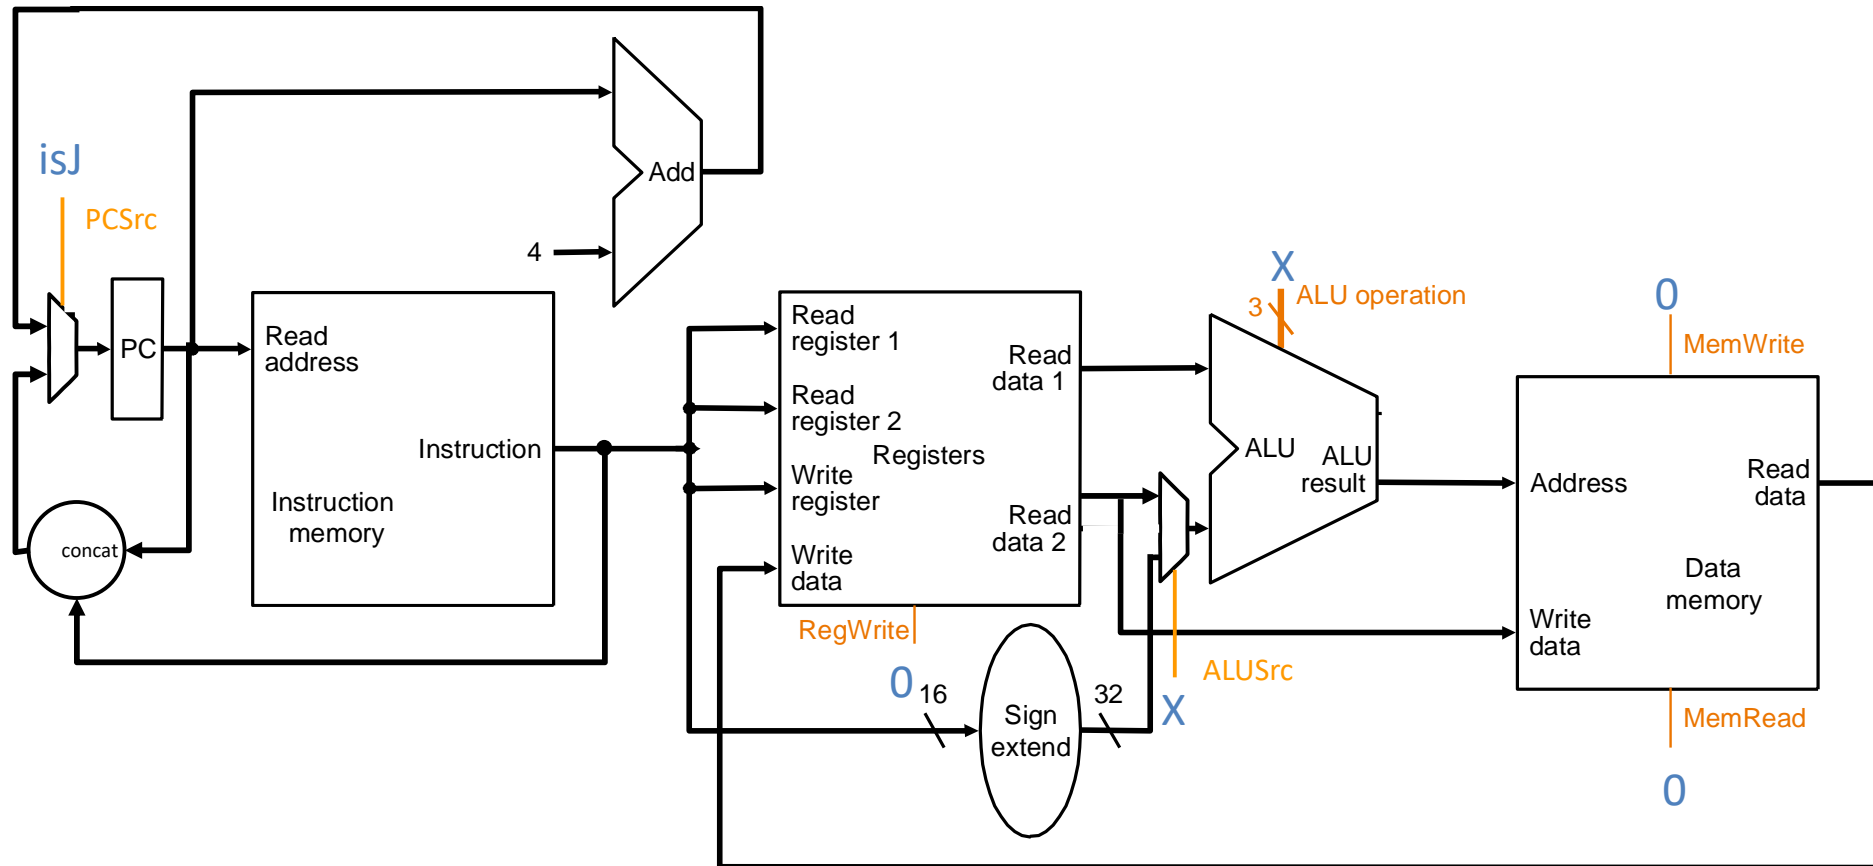 isJ
PCSrc
Add
4
PC
Read
address
Instruction
Instruction
memory
concat
Read
register 1
Read
register 2
Write
register
Write
data
Registers
Read
data 1
Read
data 2
RegWrite
0
16
Sign
extend
32
X
3
ALU operation
ALU
ALU
result
ALUSrc
X
0
MemWrite
Address
Read
data
Data
memory
Write
data
MemRead
0